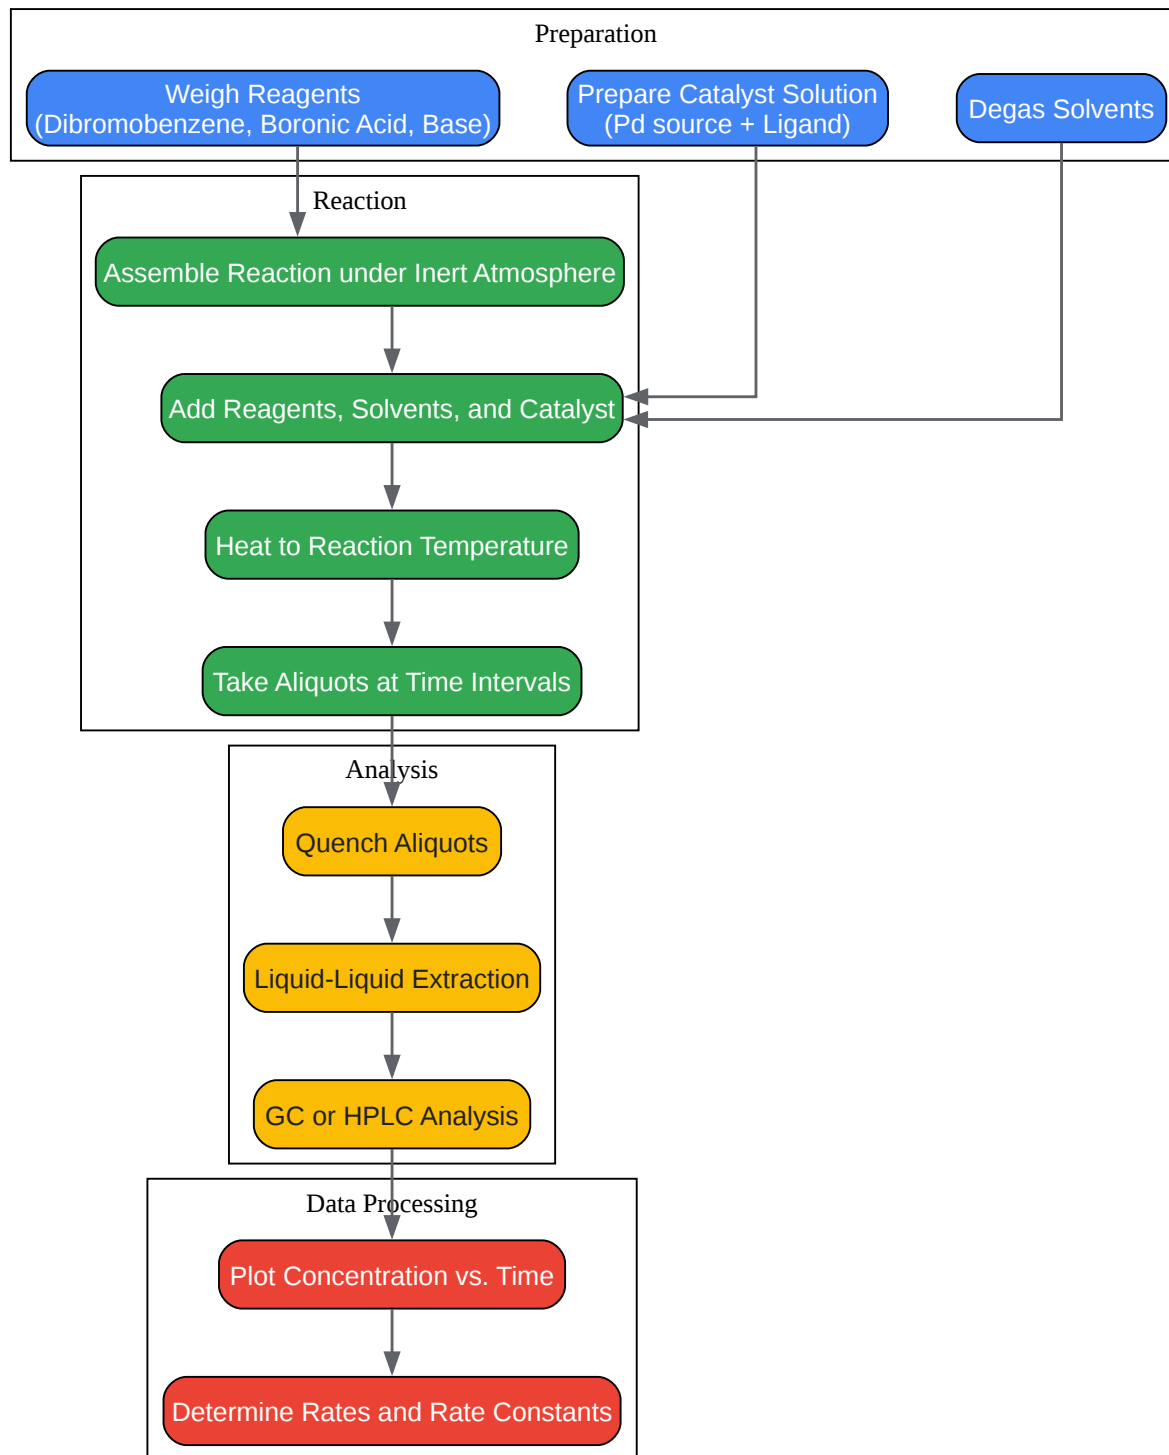 Preparation
Weigh Reagents
(Dibromobenzene, Boronic Acid, Base)
Prepare Catalyst Solution
(Pd source + Ligand)
Degas Solvents
Reaction
Assemble Reaction under Inert Atmosphere
Add Reagents, Solvents, and Catalyst
Heat to Reaction Temperature
Take Aliquots at Time Intervals
Analysis
Quench Aliquots
Liquid-Liquid Extraction
GC or HPLC Analysis
Data Processing
Plot Concentration vs. Time
Determine Rates and Rate Constants